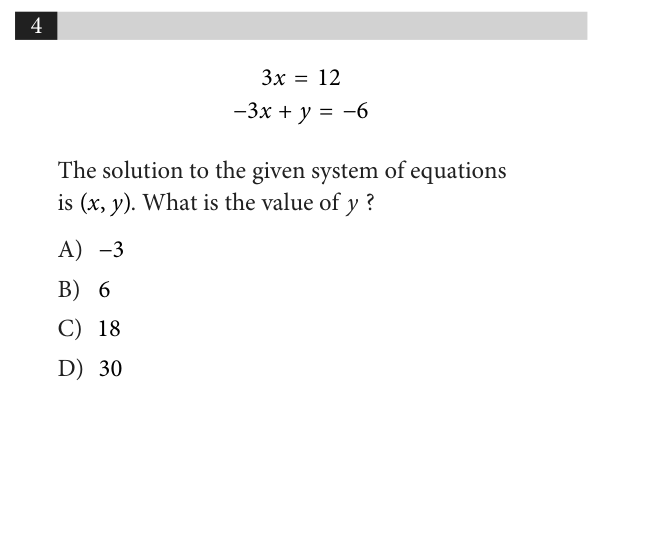 4
3x = 12
−3x + y = −6
The solution to the given system of equations
is (x, y). What is the value of y ?
A) −3
B) 6
C) 18
D) 30